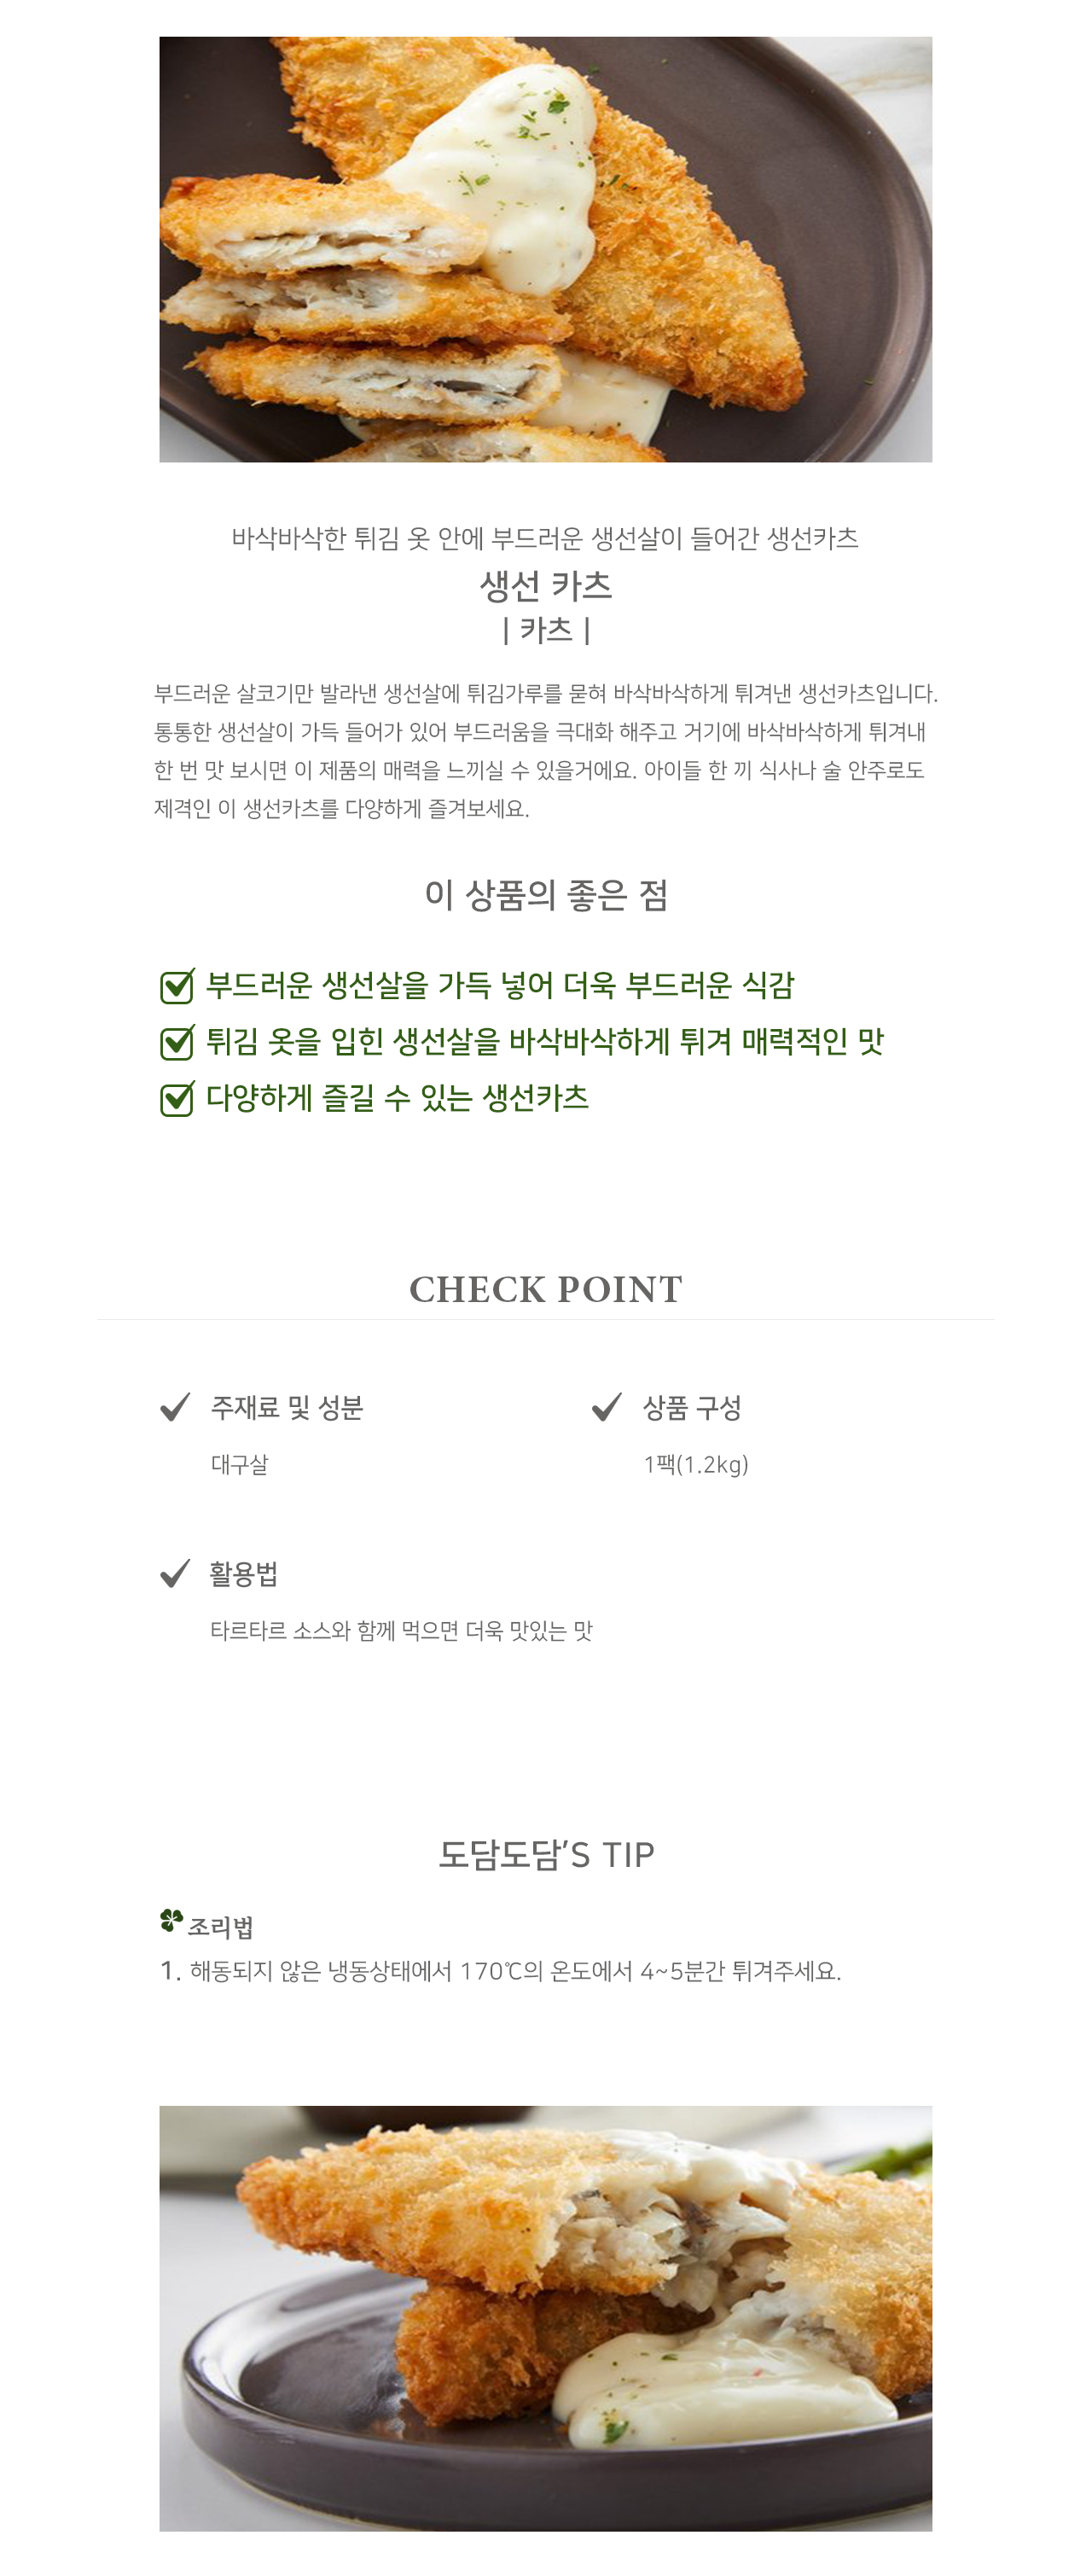 바삭바삭한 튀김 옷 안에 부드러운 생선살이 들어간 생선카츠
생선 카츠
| 카츠 |
부드러운 살코기만 발라낸 생선살에 튀김가루를 묻혀 바삭바삭하게 튀겨낸 생선카츠입니다.
통통한 생선살이 가득 들어가 있어 부드러움을 극대화 해주고 거기에 바삭바삭하게 튀겨내
한 번 맛 보시면 이 제품의 매력을 느끼실 수 있을거에요. 아이들 한 끼 식사나 술 안주로도
제격인 이 생선카츠를 다양하게 즐겨보세요.
이 상품의 좋은 점
부드러운 생선살을 가득 넣어 더욱 부드러운 식감
튀김 옷을 입힌 생선살을 바삭바삭하게 튀겨 매력적인 맛
다양하게 즐길 수 있는 생선카츠
CHECK POINT
주재료 및 성분
대구살
상품 구성
1팩(1.2kg)
활용법
타르타르 소스와 함께 먹으면 더욱 맛있는 맛
도담도담’S TIP
조리법
1. 해동되지 않은 냉동상태에서 170℃의 온도에서 4~5분간 튀겨주세요.